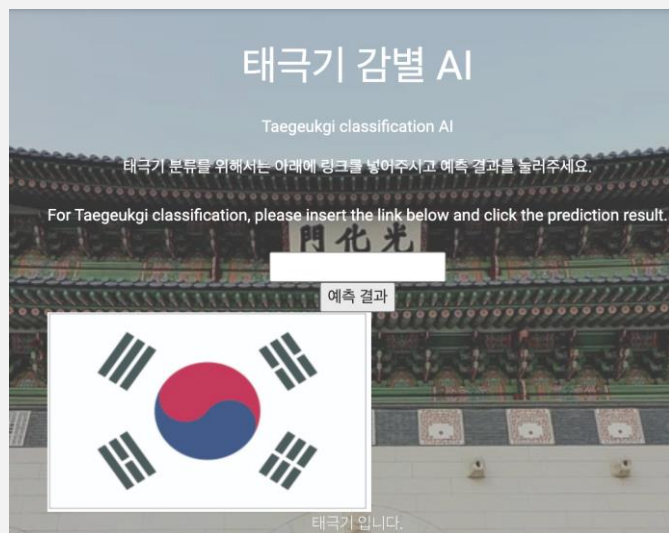 태극기 감별 AI
Taegeukgi classification AI
태극기 분류를 위해서는 아래에 링크를 넣어주시고 예측 결과를 눌러주세요.
For Taegeukgi classification, please insert the link below and click the prediction result.
門化光
예측 결과
태극기 입니다.